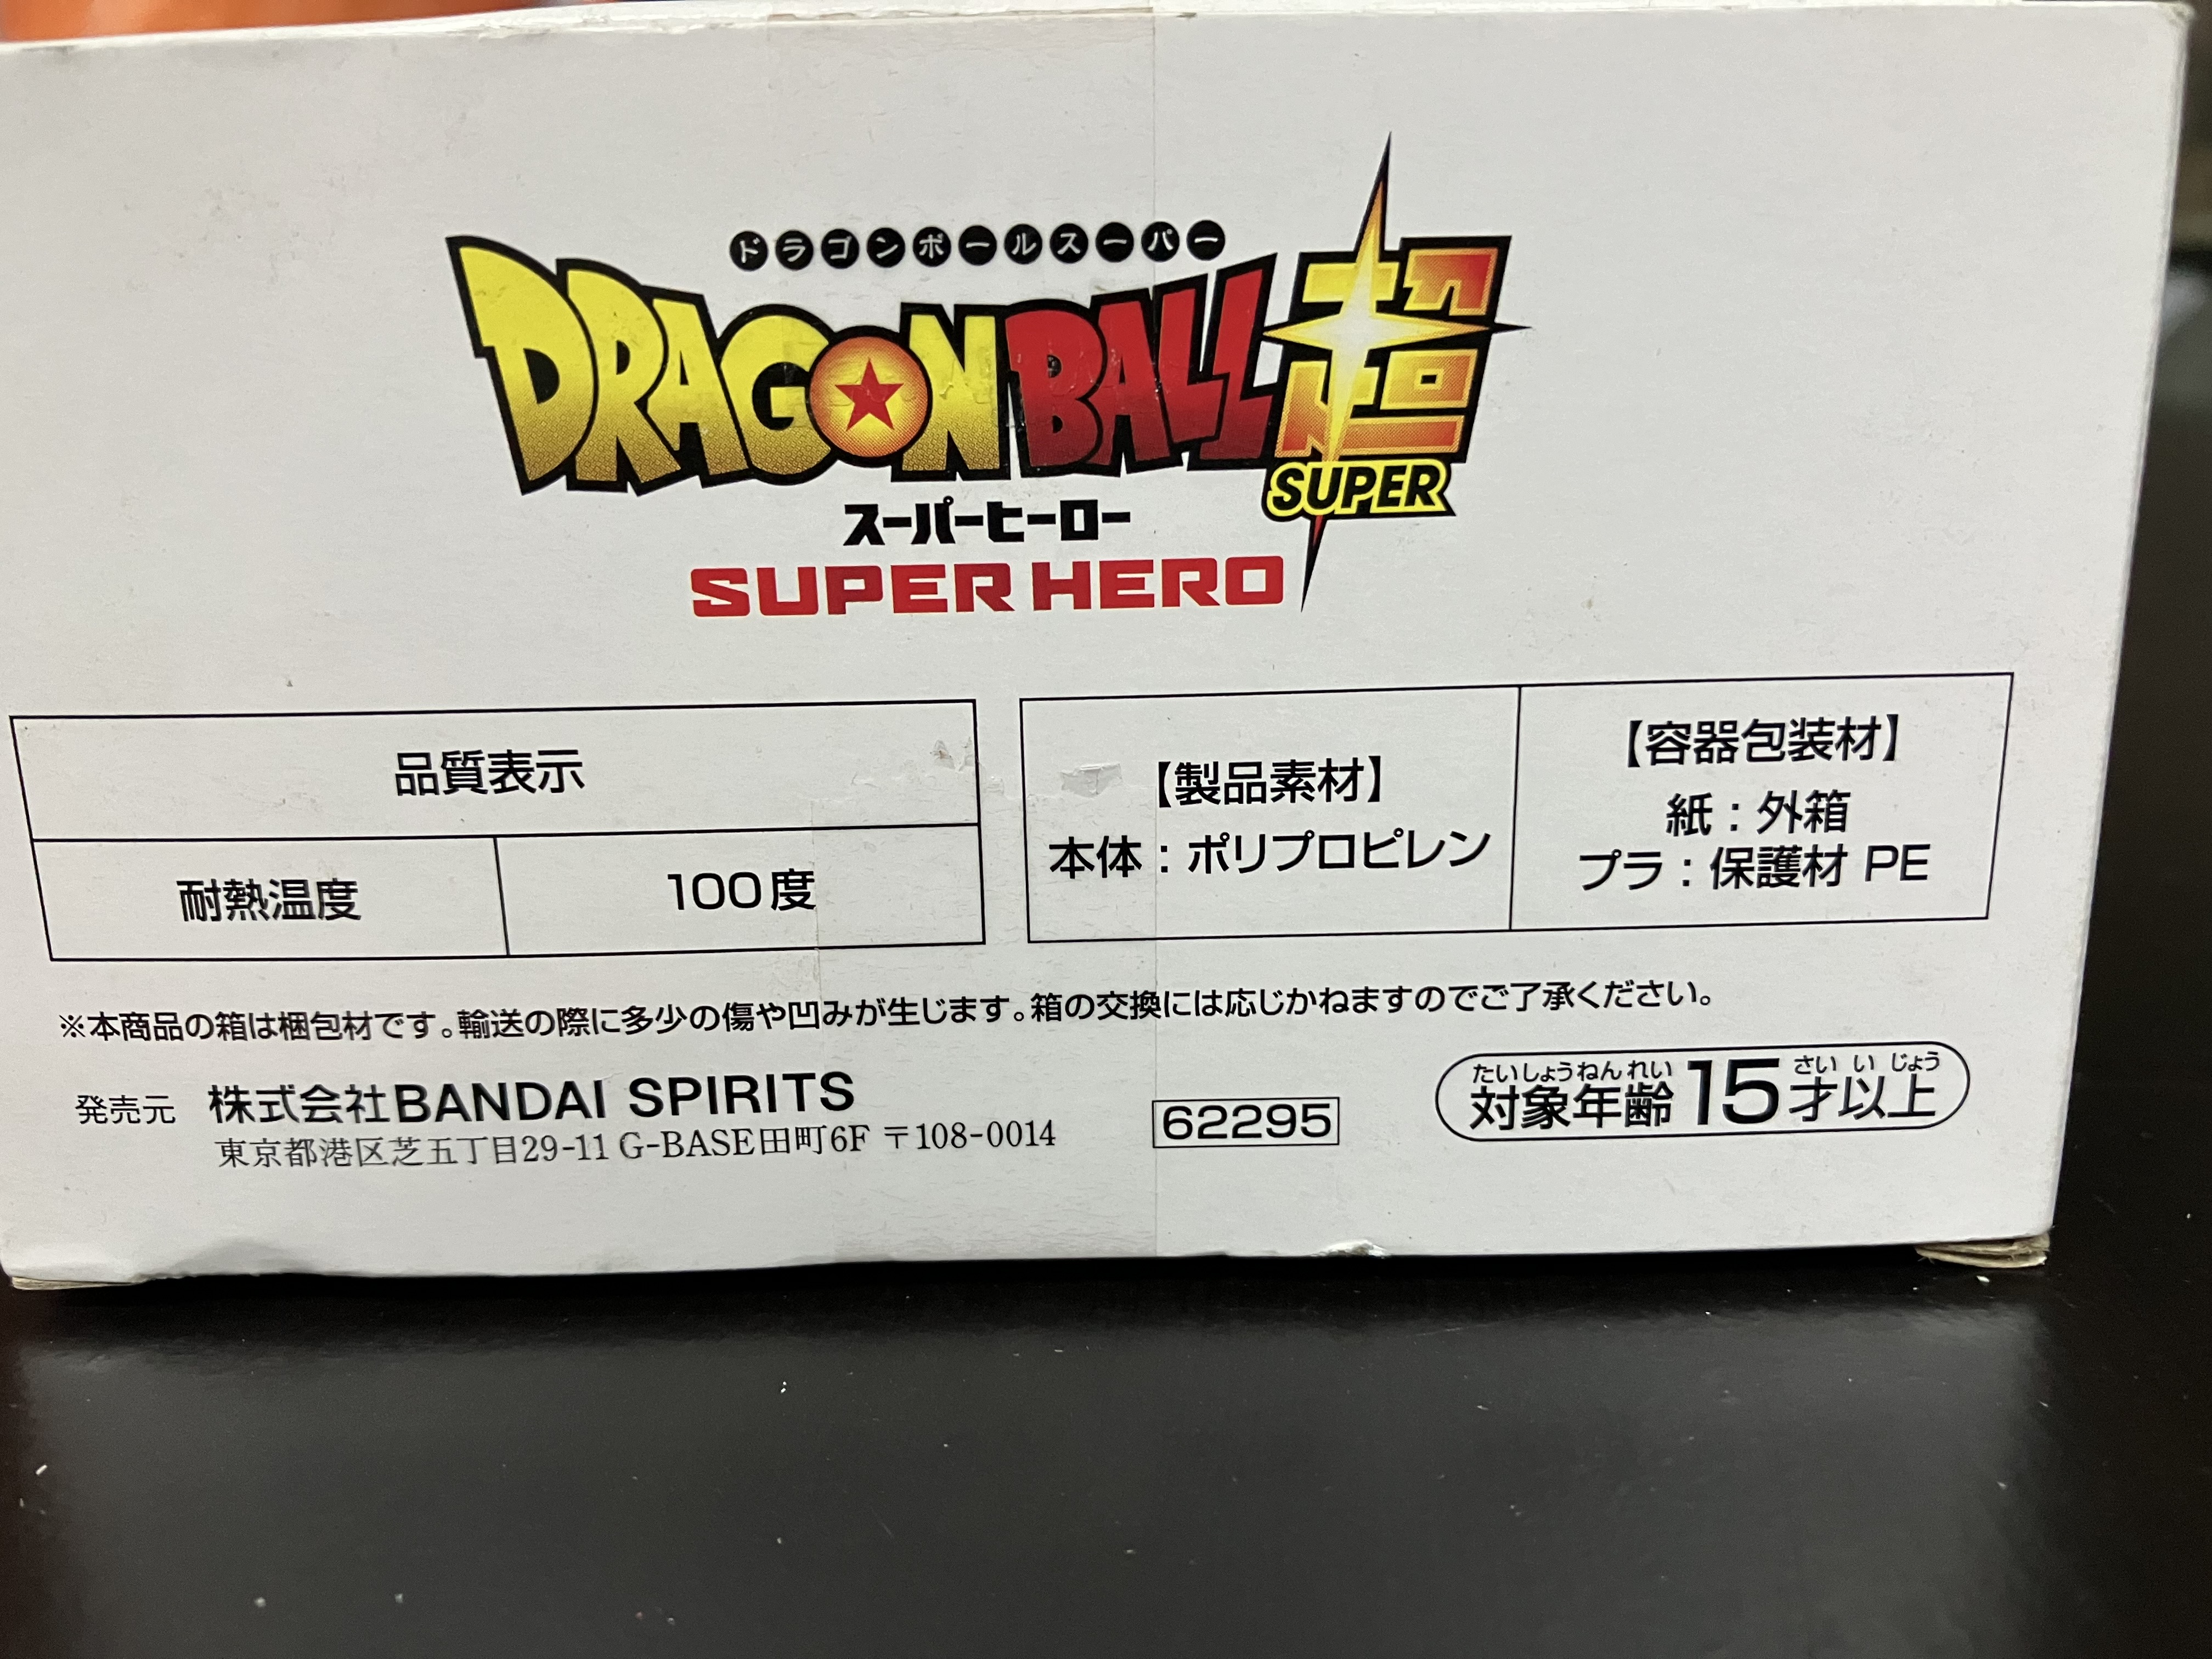 ドラゴンボールスーパー
DRAGON BALL 超
SUPER
スーパーヒーロー
SUPER HERO
品質表示
耐熱温度 100度
【製品素材】
本体：ポリプロピレン
【容器包装材】
紙：外箱
プラ：保護材 PE
※本商品の箱は梱包材です。輸送の際に多少の傷や凹みが生じます。箱の交換には応じかねますのでご了承ください。
発売元 株式会社BANDAI SPIRITS
東京都港区芝五丁目29-11 G-BASE田町6F 〒108-0014
62295
たいしょうねんれい さいいじょう
対象年齢15才以上